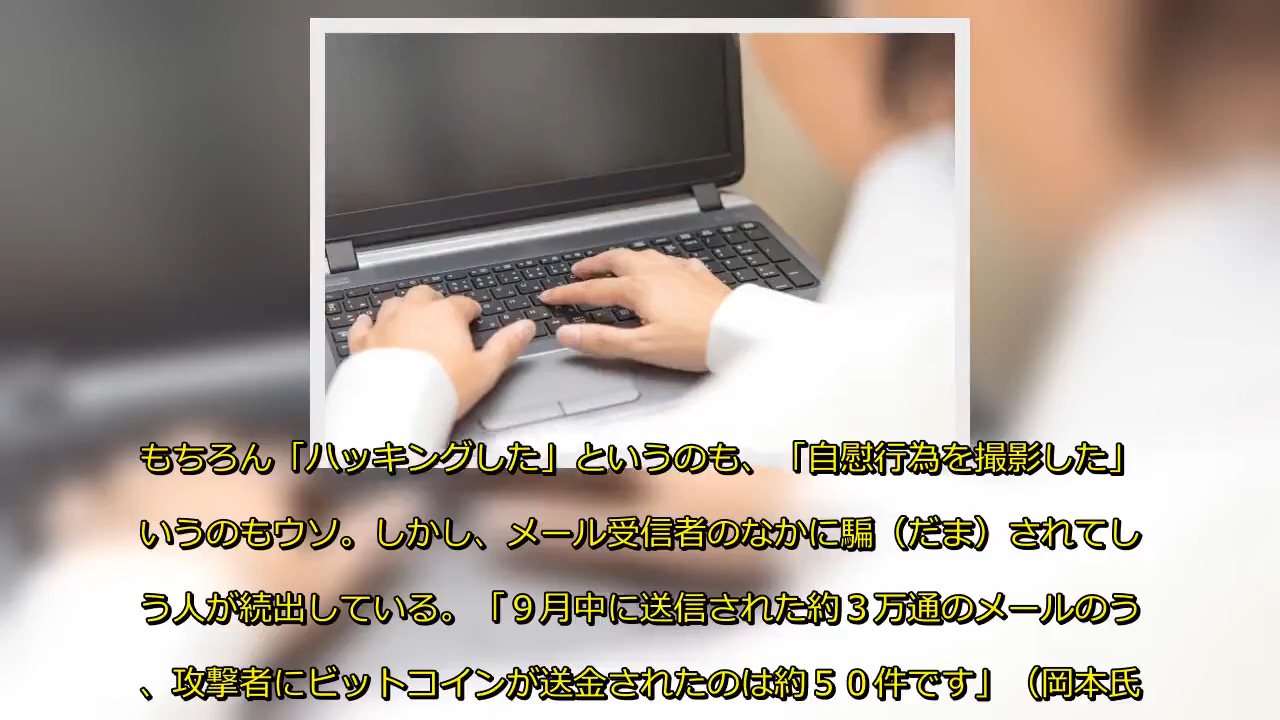 もちろん「ハッキングした」というのも、「自慰行為を撮影した」
いうのもウソ。しかし、メール受信者のなかに騙（だま）されてし
う人が続出している。「９月中に送信された約３万通のメールのう
、攻撃者にビットコインが送金されたのは約５０件です」（岡本氏